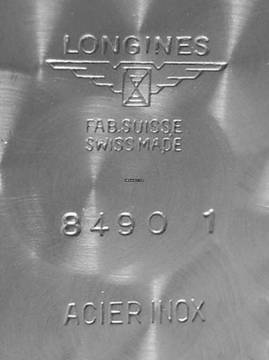 LONGINES
FAB.SUISSE
SWISS MADE
8490 1
ACIER INOX